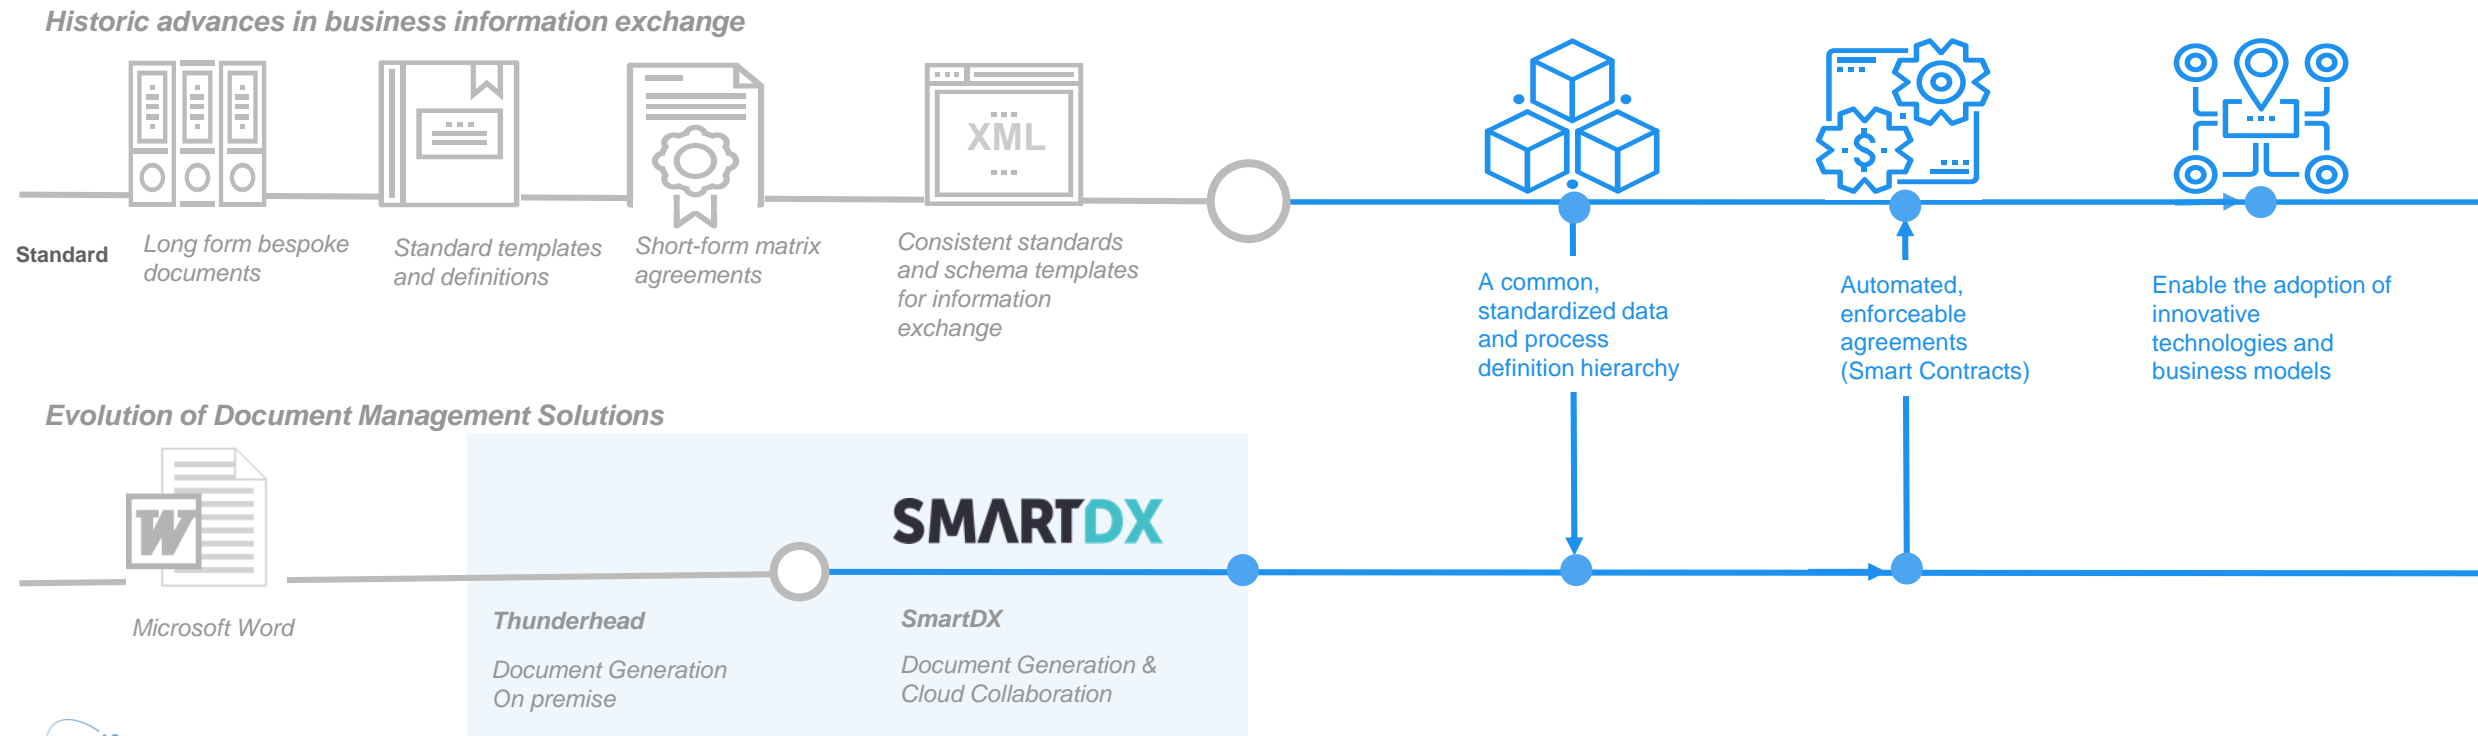 Historic advances in business information exchange
XML
Standard
Long form bespoke
documents
Standard templates
and definitions
Short-form matrix
agreements
Consistent standards
and schema templates
for information
exchange
$
A common,
standardized data
and process
definition hierarchy
Automated,
enforceable
agreements
(Smart Contracts)
Enable the adoption of
innovative
technologies and
business models
Evolution of Document Management Solutions
W
Microsoft Word
Thunderhead
Document Generation
On premise
SMARTDX
SmartDX
Document Generation &
Cloud Collaboration